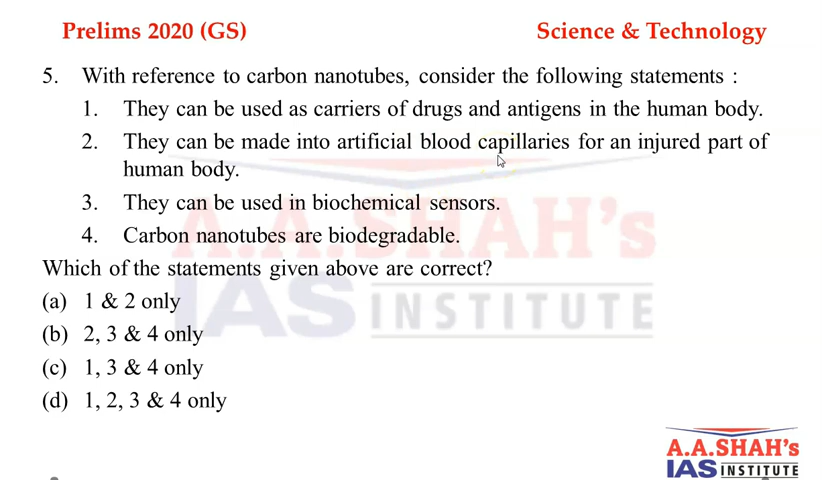 Prelims 2020 (GS) Science & Technology
5. With reference to carbon nanotubes, consider the following statements :
1. They can be used as carriers of drugs and antigens in the human body.
2. They can be made into artificial blood capillaries for an injured part of
human body.
3. They can be used in biochemical sensors.
4. Carbon nanotubes are biodegradable.
Which of the statements given above are correct?
(a) 1 & 2 only
(b) 2, 3 & 4 only
(c) 1, 3 & 4 only
(d) 1, 2, 3 & 4 only
A.A.SHAH's
IAS INSTITUTE
A.A.SHAH's
IAS INSTITUTE